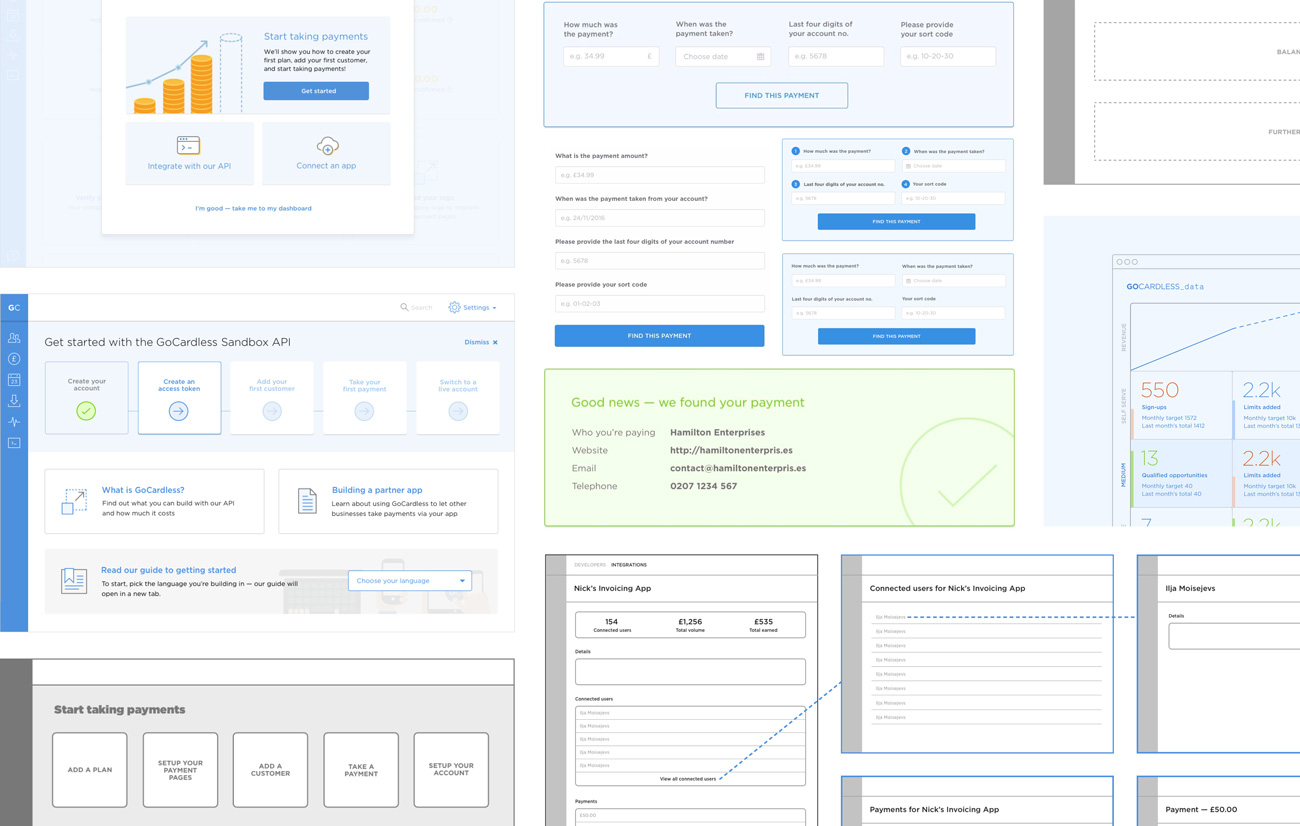 Start taking payments
We'll show you how to create your
first plan, add your first customer,
and start taking payments!
Get started
Integrate with our API
Connect an app
I'm good — take me to my dashboard
GC
Search
Settings
Get started with the GoCardless Sandbox API
Dismiss
Create your
account
Create an
access token
Add your
first customer
Take your
first payment
Switch to a
live account
What is GoCardless?
Find out what you can build with our API
and how much it costs
Building a partner app
Learn about using GoCardless to let other
businesses take payments via your app
Read our guide to getting started
To start, pick the language you're building in — our guide will
open in a new tab.
Choose your language
Start taking payments
ADD A PLAN
SETUP YOUR
PAYMENT
PAGES
ADD A
CUSTOMER
TAKE A
PAYMENT
SETUP YOUR
ACCOUNT
How much was
the payment?
When was the
payment taken?
Last four digits of
your account no.
Please provide
your sort code
e.g. 34.99 £
Choose date
e.g. 5678
e.g. 10-20-30
FIND THIS PAYMENT
What is the payment amount?
e.g. £34.99
When was the payment taken from your account?
e.g. 24/11/2016
Please provide the last four digits of your account number
e.g. 5678
Please provide your sort code
e.g. 01-02-03
FIND THIS PAYMENT
1 How much was the payment?
2 When was the payment taken?
e.g. £34.99
Choose date
3 Last four digits of your account no.
4 Your sort code
e.g. 5678
e.g. 10-20-30
FIND THIS PAYMENT
How much was the payment?
When was the payment taken?
e.g. £34.99
Choose date
Last four digits of your account no.
Your sort code
e.g. 5678
e.g. 10-20-30
FIND THIS PAYMENT
Good news — we found your payment
Who you're paying Hamilton Enterprises
Website http://hamiltonenterpris.es
Email contact@hamiltonenterpris.es
Telephone 0207 1234 567
DEVELOPERS INTEGRATIONS
Nick's Invoicing App
154
Connected users
£1,256
Total volume
£535
Total earned
Details
Connected users
Ilja Moisejevs
Ilja Moisejevs
Ilja Moisejevs
Ilja Moisejevs
Ilja Moisejevs
View all connected users
Payments
£50.00
Connected users for Nick's Invoicing App
Ilja Moisejevs
Ilja Moisejevs
Ilja Moisejevs
Ilja Moisejevs
Ilja Moisejevs
Ilja Moisejevs
Ilja Moisejevs
Ilja Moisejevs
Payments for Nick's Invoicing App
Ilja Moisejevs
Details
Payment — £50.00
BALAN
FURTHER
GOCARDLESS_data
REVENUE
SELF SERVE
550
Sign-ups
Monthly target 1572
Last month's total 1412
2.2k
Limits added
Monthly target 10k
Last month's total
MEDIUM
13
Qualified opportunities
Monthly target 40
Last month's total 40
2.2k
Limits added
Monthly target 10k
Last month's total